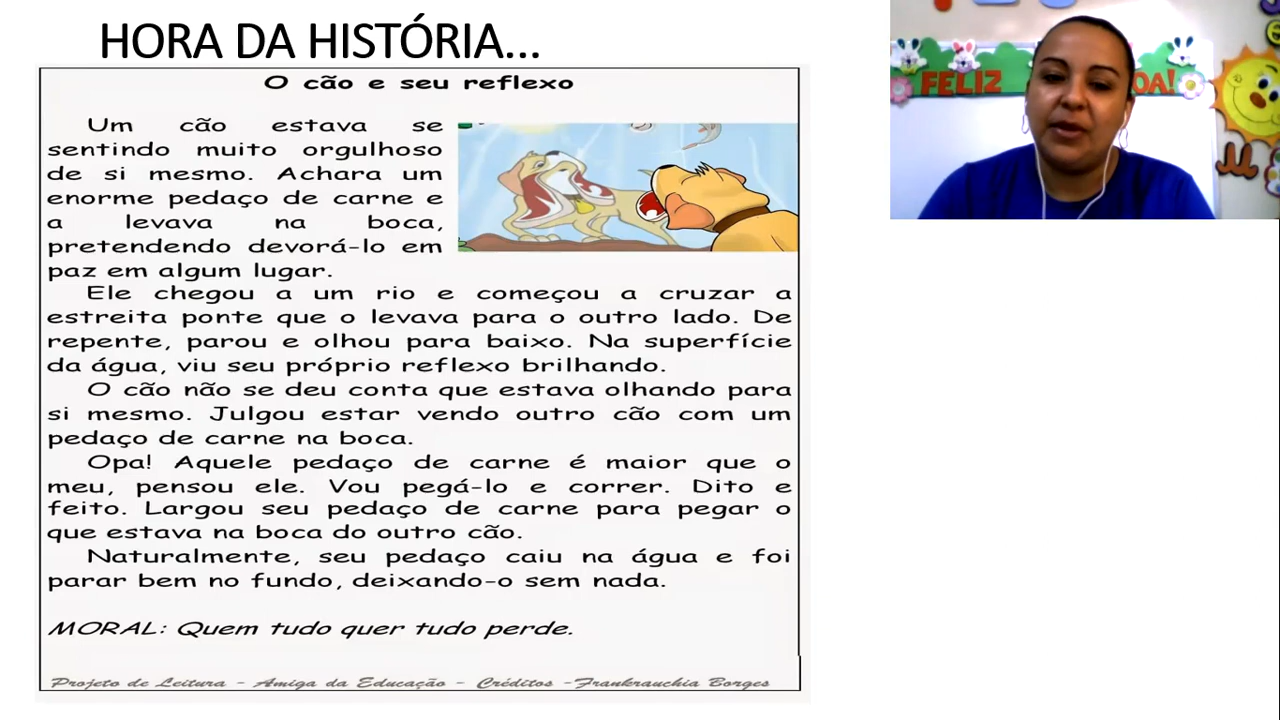 HORA DA HISTÓRIA...
O cão e seu reflexo
Um cão estava se
sentindo muito orgulhoso
de si mesmo. Achara um
enorme pedaço de carne e
a levava na boca,
pretendendo devorá-lo em
paz em algum lugar.
Ele chegou a um rio e começou a cruzar a
estreita ponte que o levava para o outro lado. De
repente, parou e olhou para baixo. Na superfície
da água, viu seu próprio reflexo brilhando.
O cão não se deu conta que estava olhando para
si mesmo. Julgou estar vendo outro cão com um
pedaço de carne na boca.
Opa! Aquele pedaço de carne é maior que o
meu, pensou ele. Vou pegá-lo e correr. Dito e
feito. Largou seu pedaço de carne para pegar o
que estava na boca do outro cão.
Naturalmente, seu pedaço caiu na água e foi
parar bem no fundo, deixando-o sem nada.
MORAL: Quem tudo quer tudo perde.
Projeto de Leitura - Amiga da Educação - Créditos -Frankrauchia Borges
FELIZ
OA!